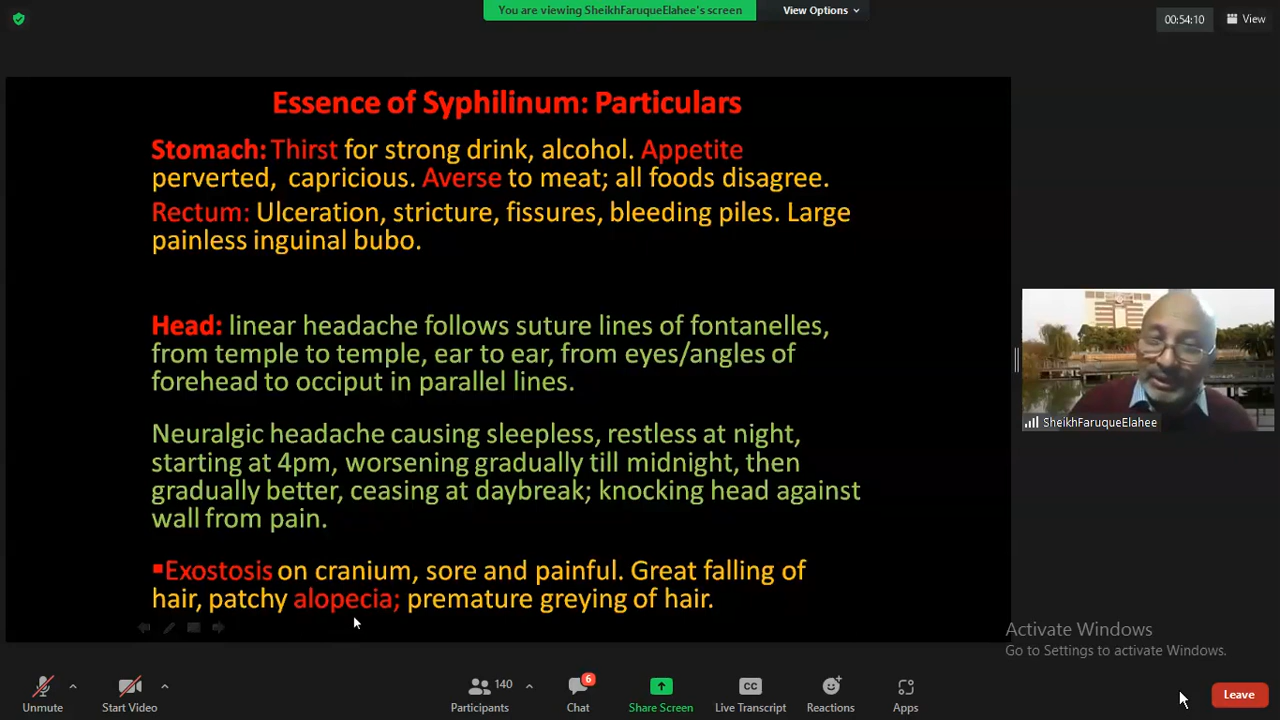 You are viewing SheikhFaruqueElahee's screen
View Options
00:54:10
View
Essence of Syphilinum: Particulars
Stomach: Thirst for strong drink, alcohol. Appetite
perverted,  capricious. Averse to meat; all foods disagree.
Rectum: Ulceration, stricture, fissures, bleeding piles. Large
painless inguinal bubo.
Head: linear headache follows suture lines of fontanelles,
from temple to temple, ear to ear, from eyes/angles of
forehead to occiput in parallel lines.
Neuralgic headache causing sleepless, restless at night,
starting at 4pm, worsening gradually till midnight, then
gradually better, ceasing at daybreak; knocking head against
wall from pain.
Exostosis on cranium, sore and painful. Great falling of
hair, patchy alopecia; premature greying of hair.
SheikhFaruqueElahee
Activate Windows
Go to Settings to activate Windows.
140
6
CC
Unmute
Start Video
Participants
Chat
Share Screen
Live Transcript
Reactions
Apps
Leave